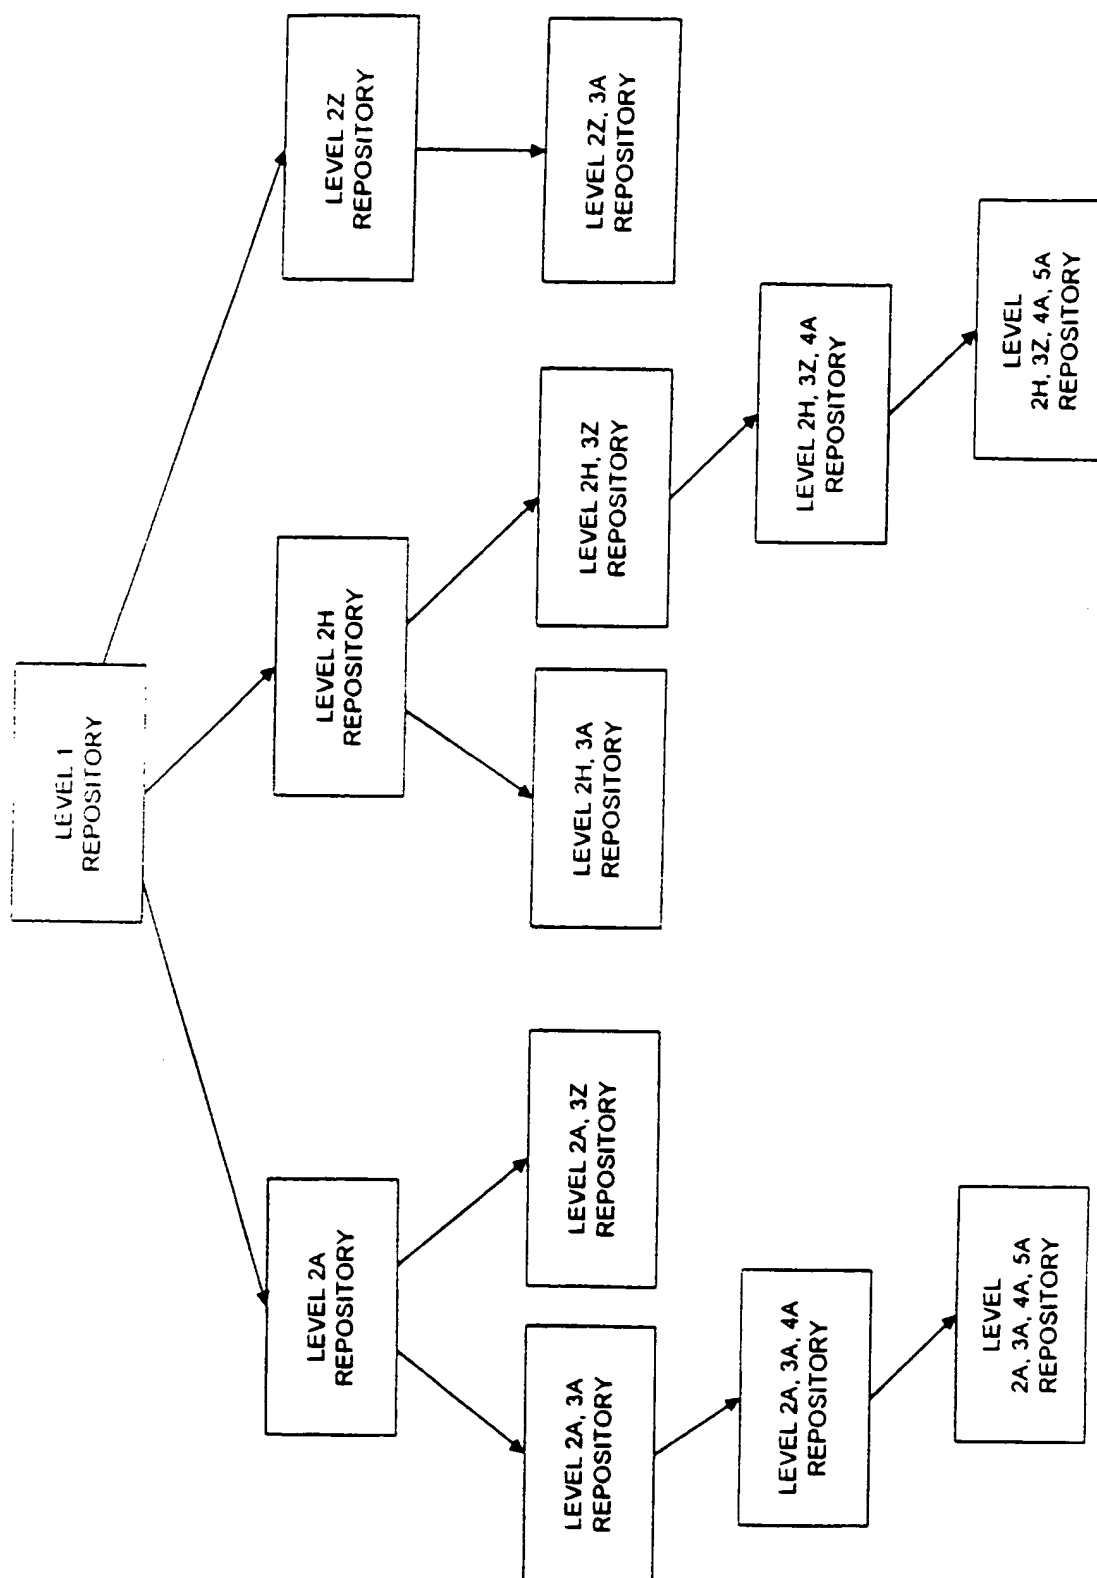 LEVEL 1
REPOSITORY
LEVEL 2A
REPOSITORY
LEVEL 2H
REPOSITORY
LEVEL 2Z
REPOSITORY
LEVEL 2A, 3A
REPOSITORY
LEVEL 2A, 3Z
REPOSITORY
LEVEL 2H, 3A
REPOSITORY
LEVEL 2H, 3Z
REPOSITORY
LEVEL 2Z, 3A
REPOSITORY
LEVEL 2A, 3A, 4A
REPOSITORY
LEVEL 2H, 3Z, 4A
REPOSITORY
LEVEL
2A, 3A, 4A, 5A
REPOSITORY
LEVEL
2H, 3Z, 4A, 5A
REPOSITORY